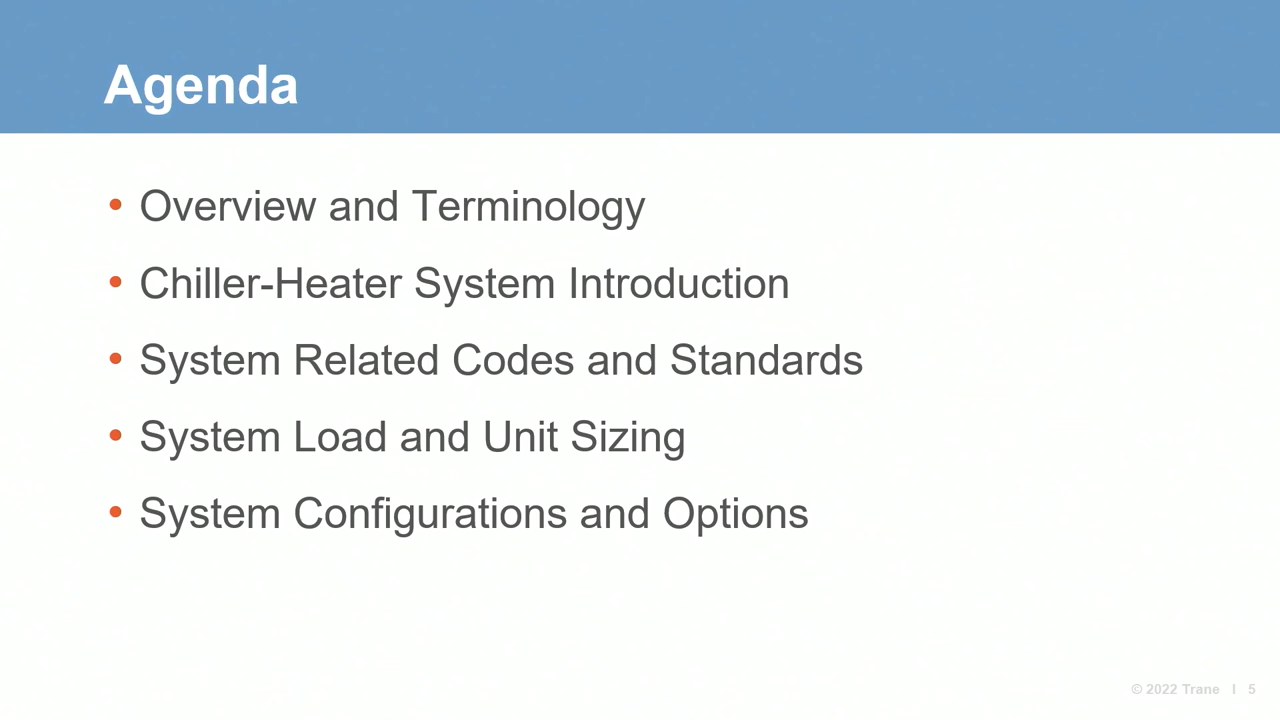 Agenda
• Overview and Terminology
• Chiller-Heater System Introduction
• System Related Codes and Standards
• System Load and Unit Sizing
• System Configurations and Options
© 2022 Trane I 5